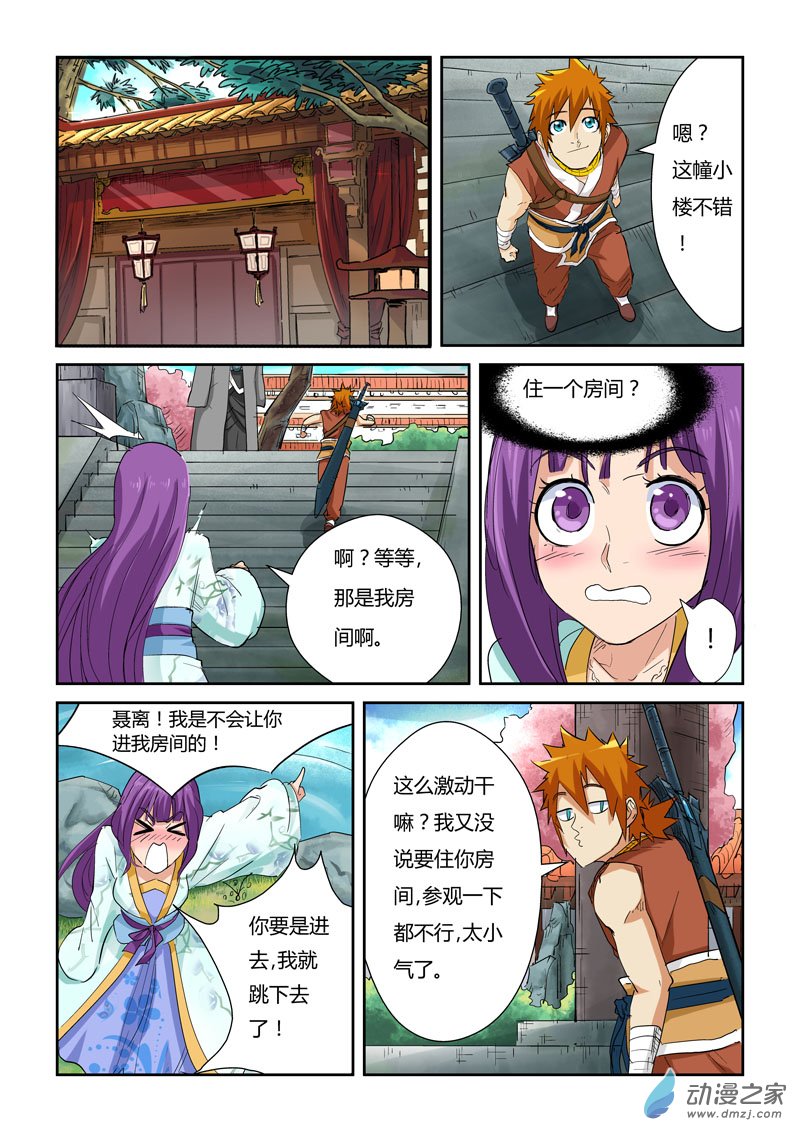 嗯？
这幢小
楼不错
！
啊？等等，
那是我房
间啊。
住一个房间？
！
聂离！我是不会让你
进我房间的！
你要是进
去，我就
跳下去
了！
这么激动干
嘛？我又没
说要住你房
间，参观一下
都不行，太小
气了。
动漫之家
www.dmzj.com